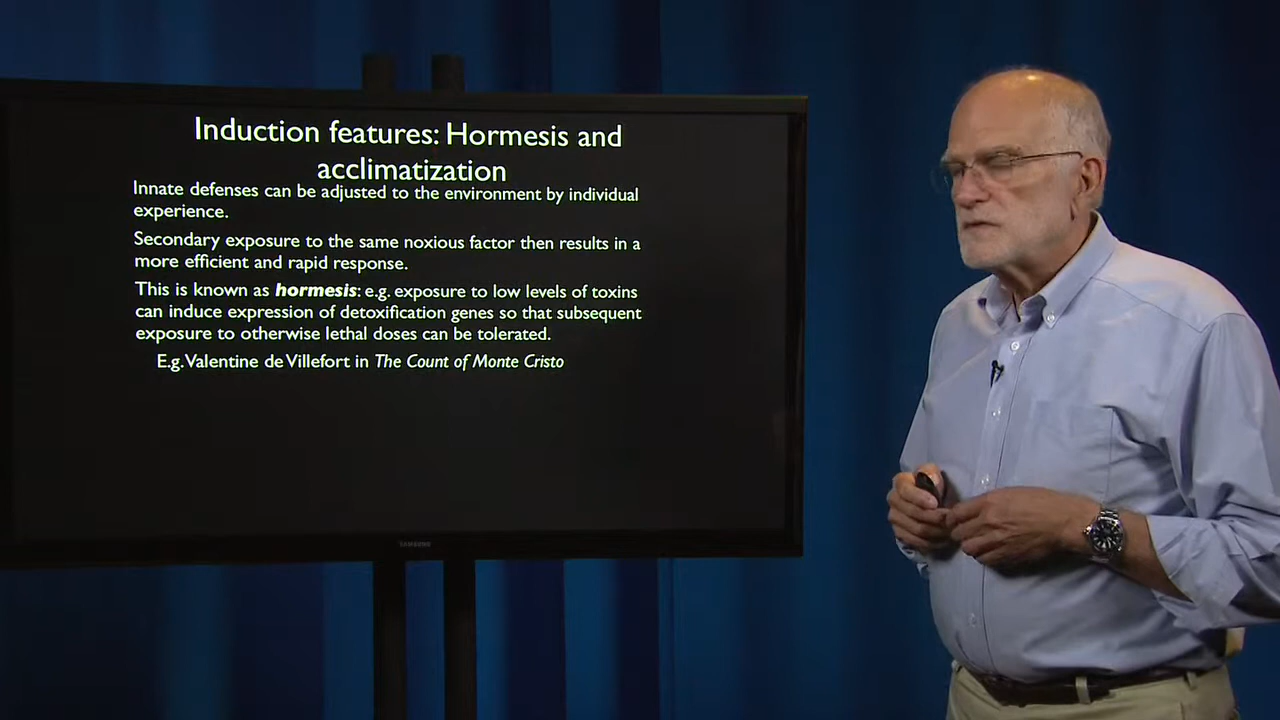 Induction features: Hormesis and
acclimatization
Innate defenses can be adjusted to the environment by individual
experience.
Secondary exposure to the same noxious factor then results in a
more efficient and rapid response.
This is known as hormesis: e.g. exposure to low levels of toxins
can induce expression of detoxification genes so that subsequent
exposure to otherwise lethal doses can be tolerated.
E.g. Valentine de Villefort in The Count of Monte Cristo
SAMSUNG